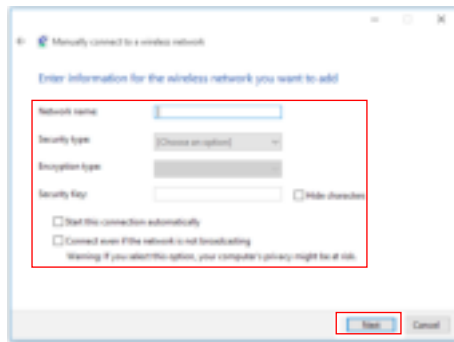 Manually connect to a wireless network
Enter information for the wireless network you want to add
Network name:
Security type: [Choose an option]
Encryption type:
Security Key: Hide characters
Start this connection automatically
Connect even if the network is not broadcasting
Warning: If you select this option, your computer's privacy might be at risk.
Next Cancel